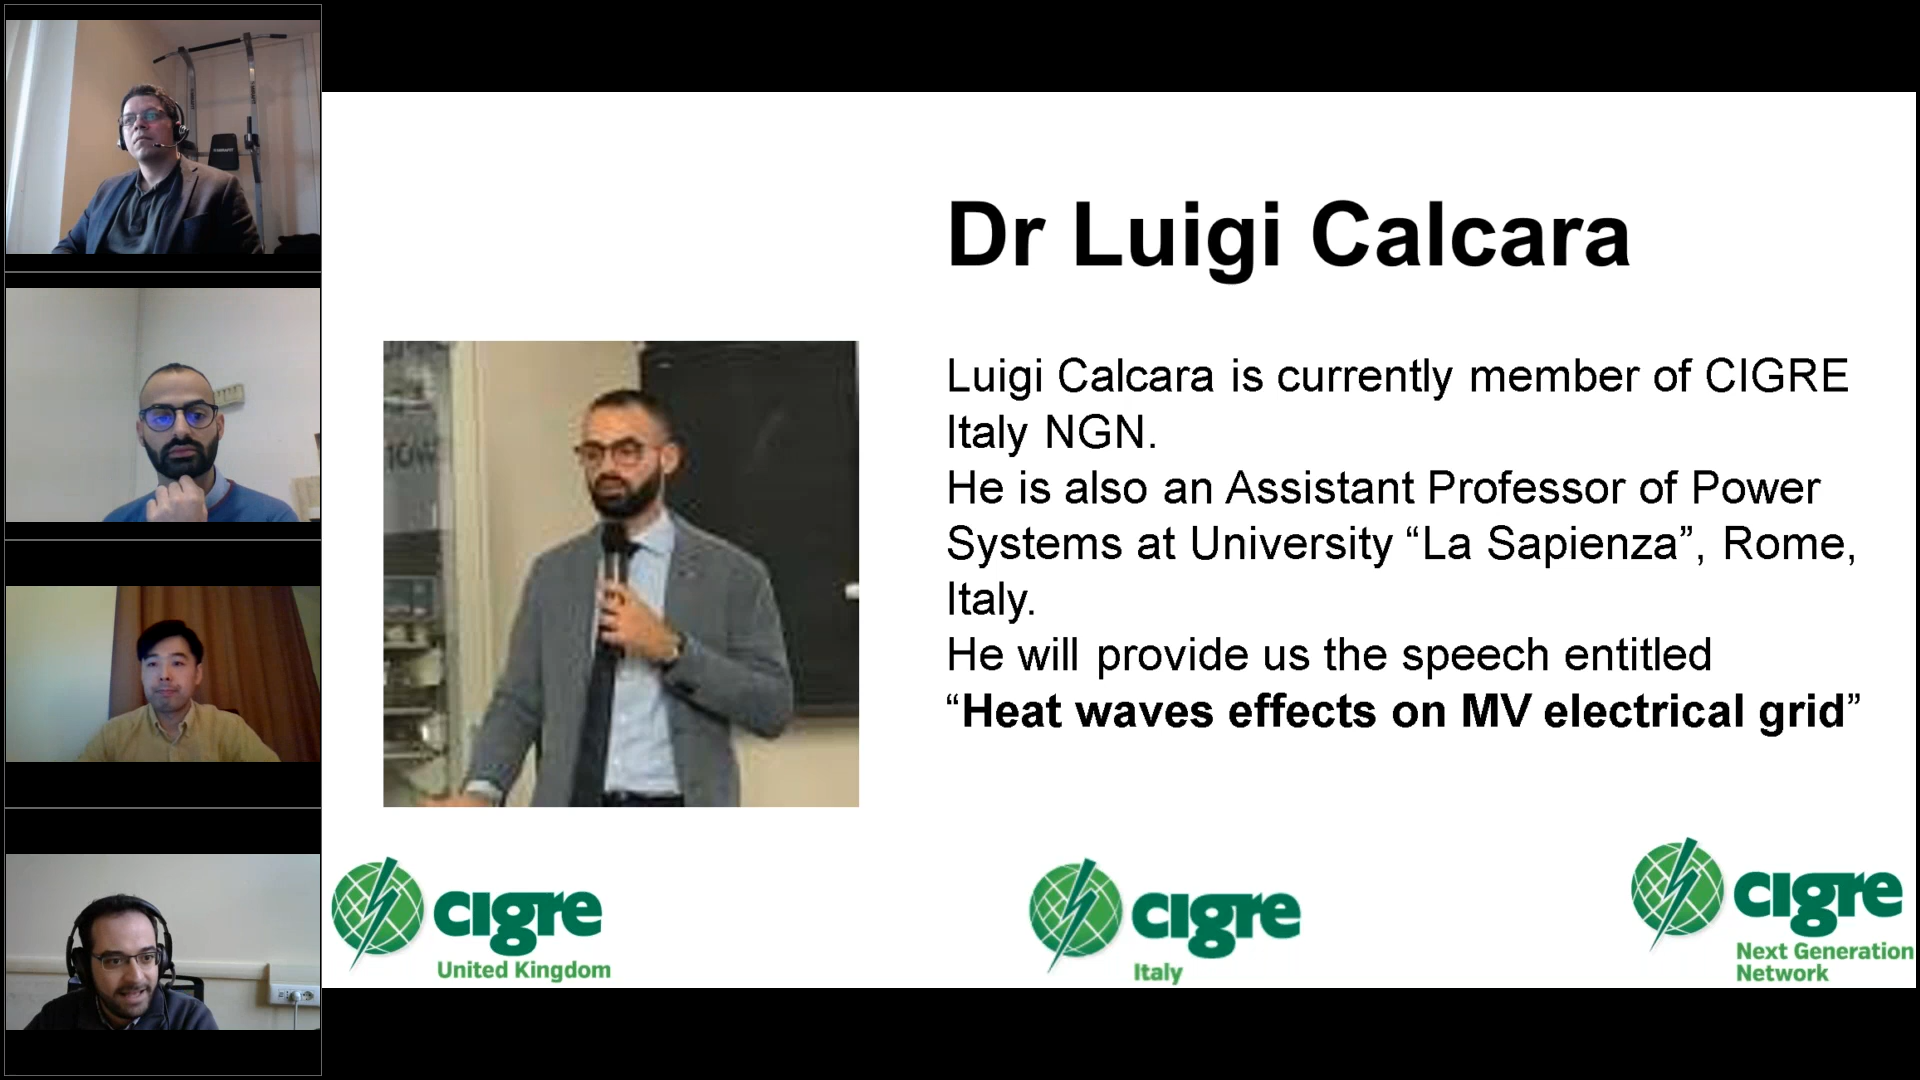 Dr Luigi Calcara
Luigi Calcara is currently member of CIGRE
Italy NGN.
He is also an Assistant Professor of Power
Systems at University “La Sapienza”, Rome,
Italy.
He will provide us the speech entitled
“Heat waves effects on MV electrical grid”
cigre
United Kingdom
cigre
Italy
cigre
Next Generation
Network